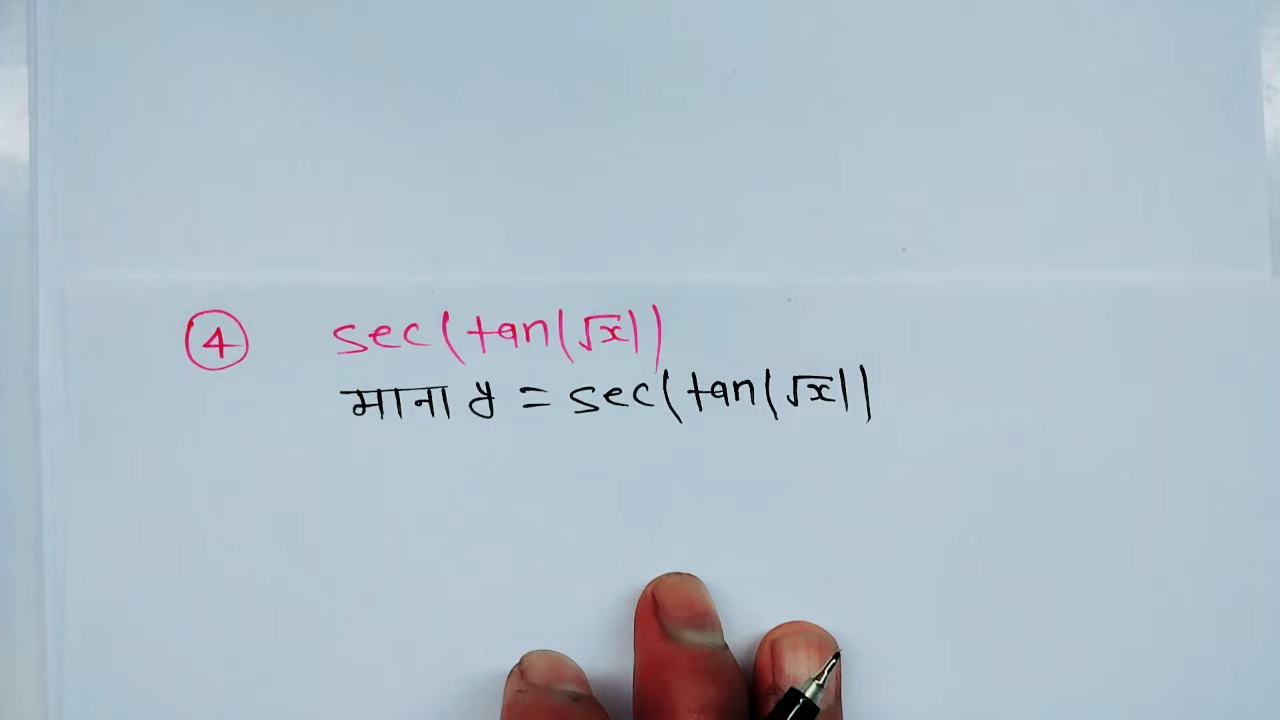 ④ sec(tan(√x))
माना y = sec(tan(√x))